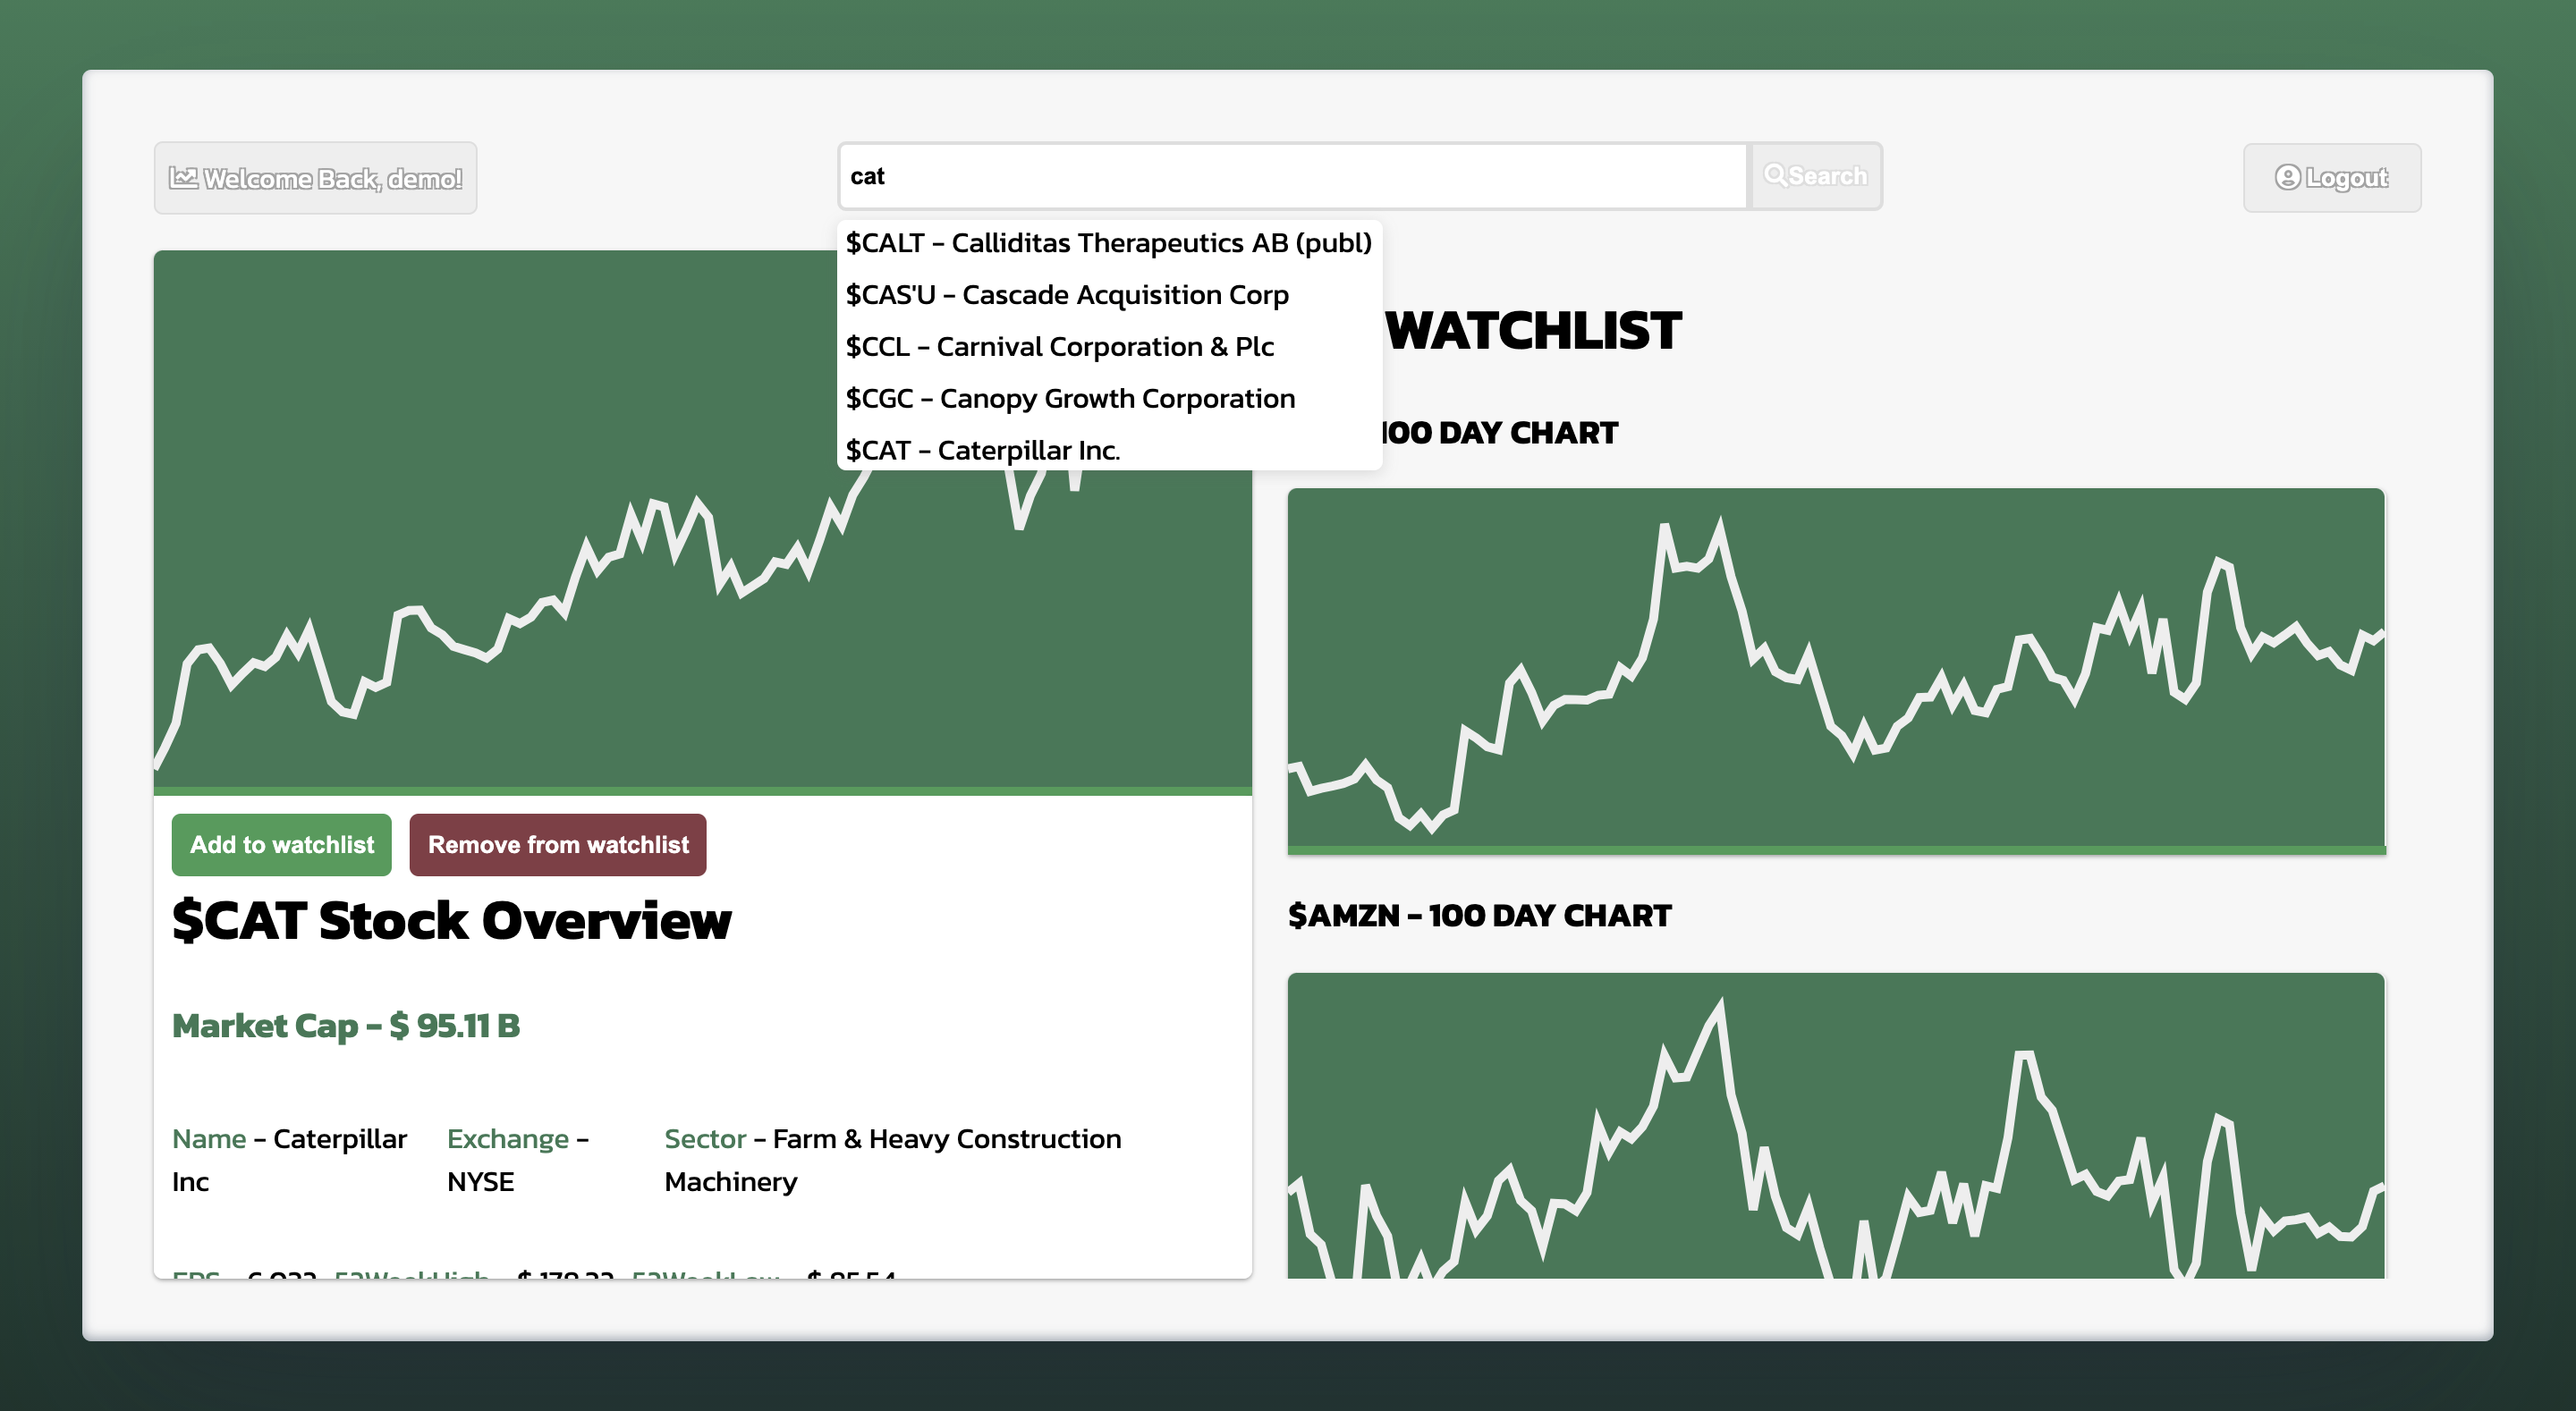 Welcome Back, demo!
cat
Search
Logout
$CALT - Calliditas Therapeutics AB (publ)
$CAS'U - Cascade Acquisition Corp
$CCL - Carnival Corporation & Plc
$CGC - Canopy Growth Corporation
$CAT - Caterpillar Inc.
Add to watchlist
Remove from watchlist
$CAT Stock Overview
Market Cap - $ 95.11 B
Name - Caterpillar
Inc
Exchange -
NYSE
Sector - Farm & Heavy Construction
Machinery
52WeekHigh 52WeekLow
WATCHLIST
100 DAY CHART
$AMZN - 100 DAY CHART